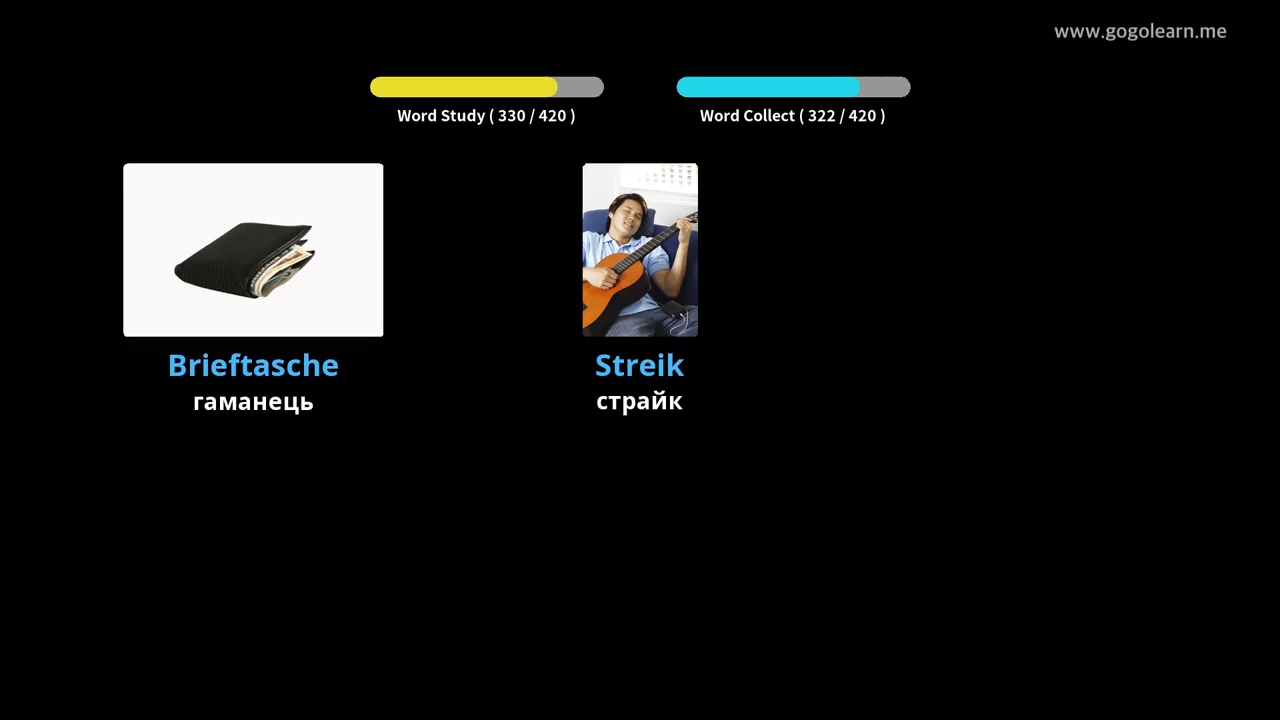 www.gogolearn.me
Word Study ( 330 / 420 )
Word Collect ( 322 / 420 )
Brieftasche
гаманець
Streik
страйк